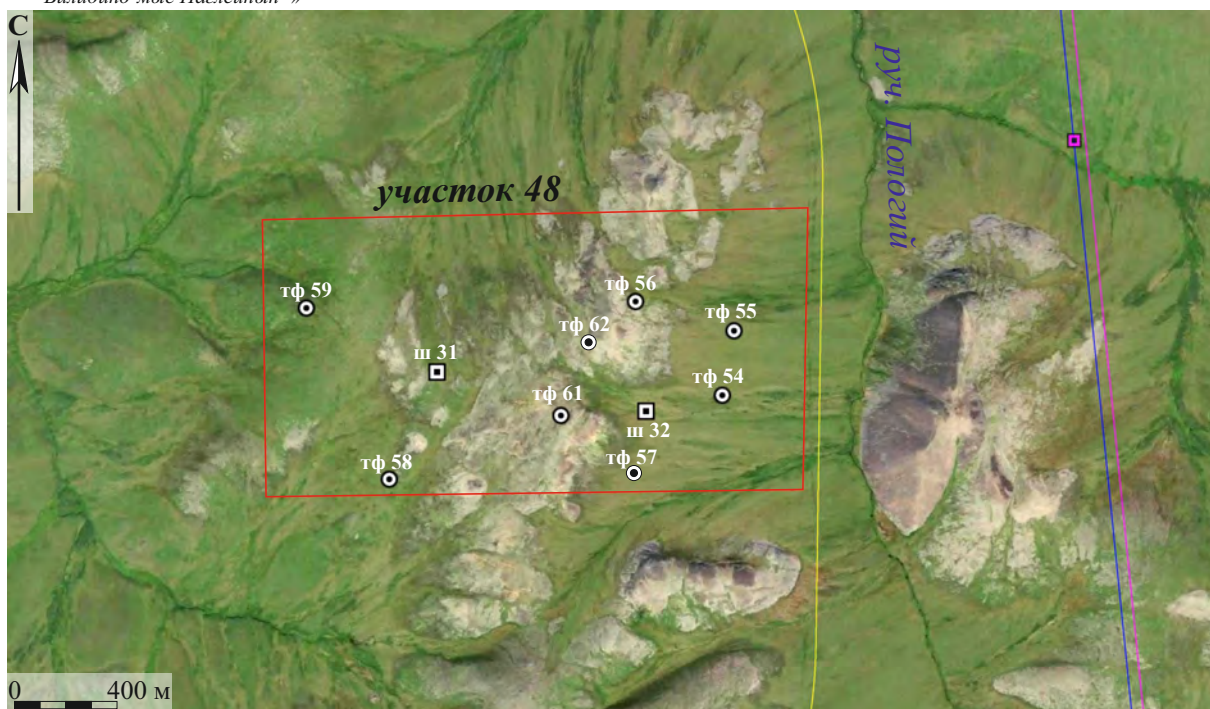 С
руч. Пологий
участок 48
тф 59
тф 56
тф 55
тф 62
ш 31
тф 54
тф 61
ш 32
тф 57
тф 58
0 400 м